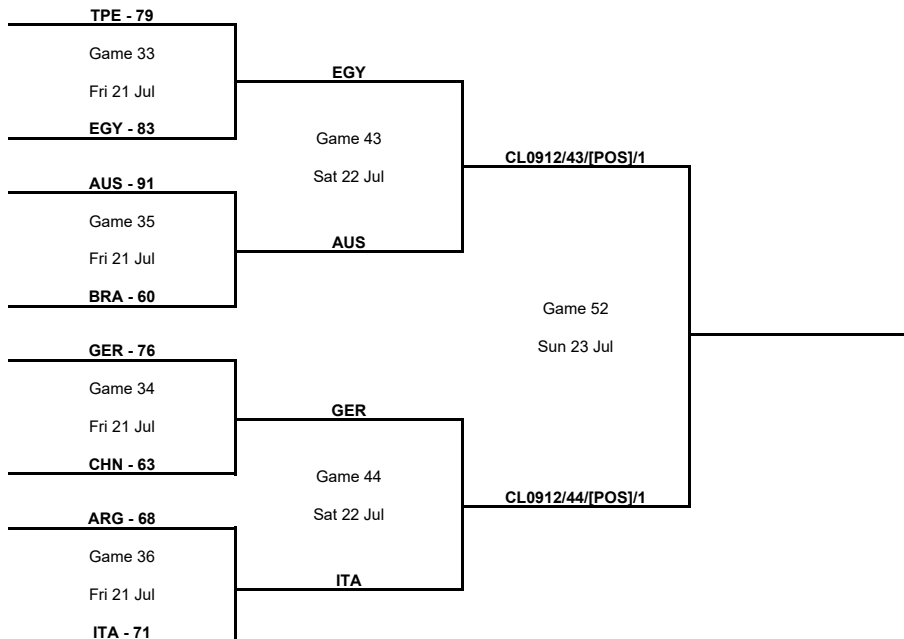 TPE - 79
Game 33
Fri 21 Jul
EGY - 83
EGY
Game 43
Sat 22 Jul
AUS
AUS - 91
Game 35
Fri 21 Jul
BRA - 60
CL0912/43/[POS]/1
Game 52
Sun 23 Jul
CL0912/44/[POS]/1
GER - 76
Game 34
Fri 21 Jul
CHN - 63
GER
Game 44
Sat 22 Jul
ITA
ARG - 68
Game 36
Fri 21 Jul
ITA - 71